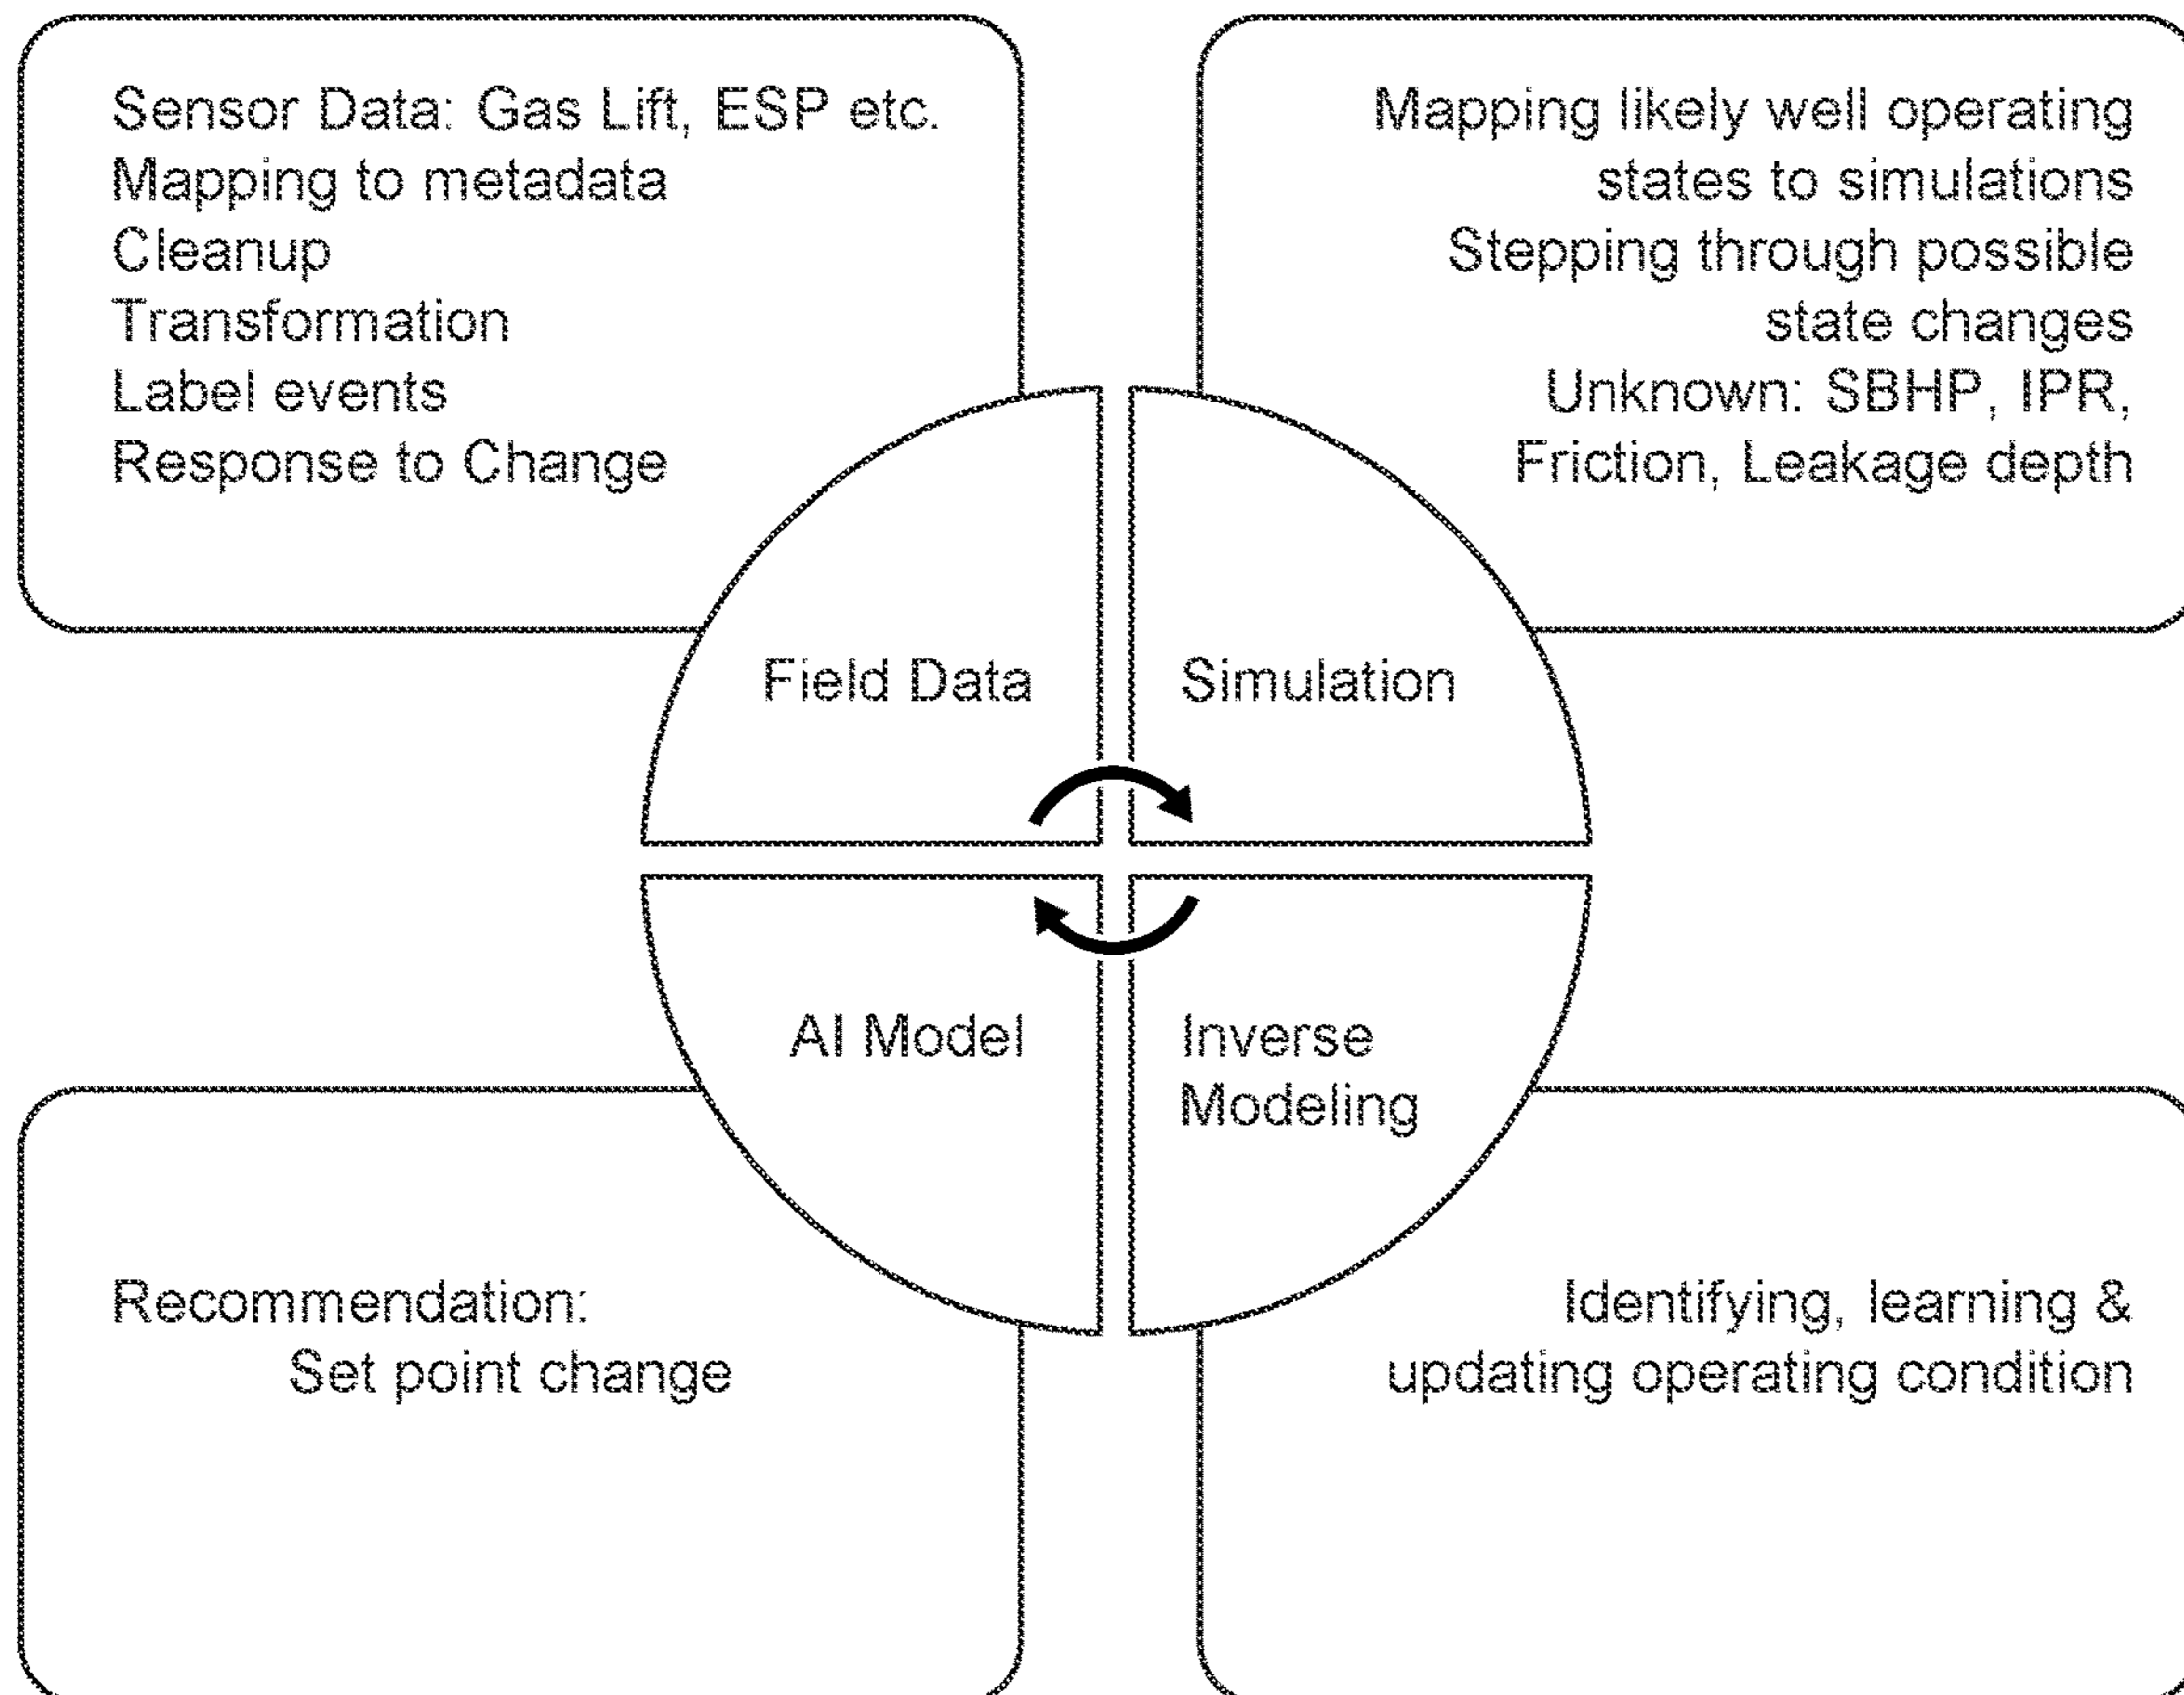 Sensor Data: Gas Lift, ESP etc.
Mapping to metadata
Cleanup
Transformation
Label events
Response to Change
Mapping likely well operating
states to simulations
Stepping through possible
state changes
Unknown: SBHP, IPR,
Friction, Leakage depth
Field Data
Simulation
AI Model
Inverse
Modeling
Recommendation:
Set point change
Identifying, learning &
updating operating condition